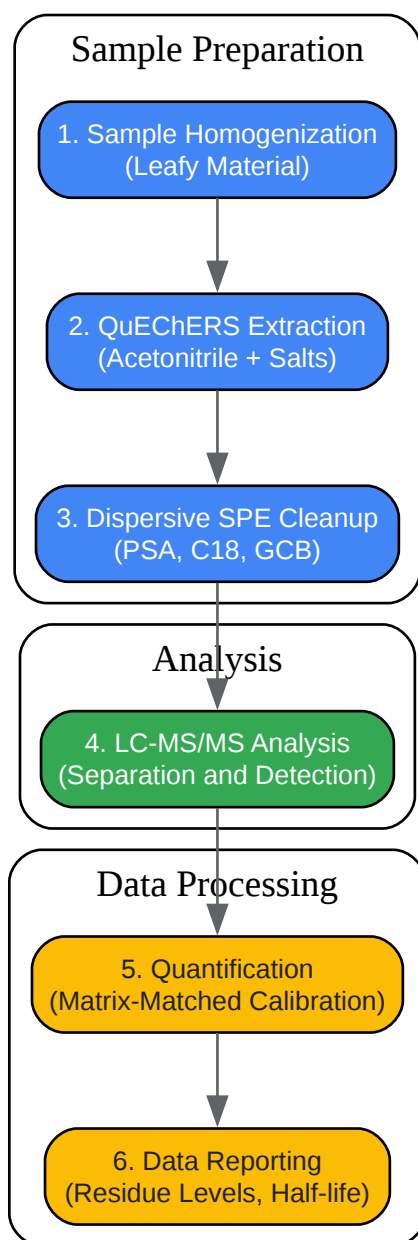 Sample Preparation
1. Sample Homogenization
(Leafy Material)
2. QuEChERS Extraction
(Acetonitrile + Salts)
3. Dispersive SPE Cleanup
(PSA, C18, GCB)
Analysis
4. LC-MS/MS Analysis
(Separation and Detection)
Data Processing
5. Quantification
(Matrix-Matched Calibration)
6. Data Reporting
(Residue Levels, Half-life)